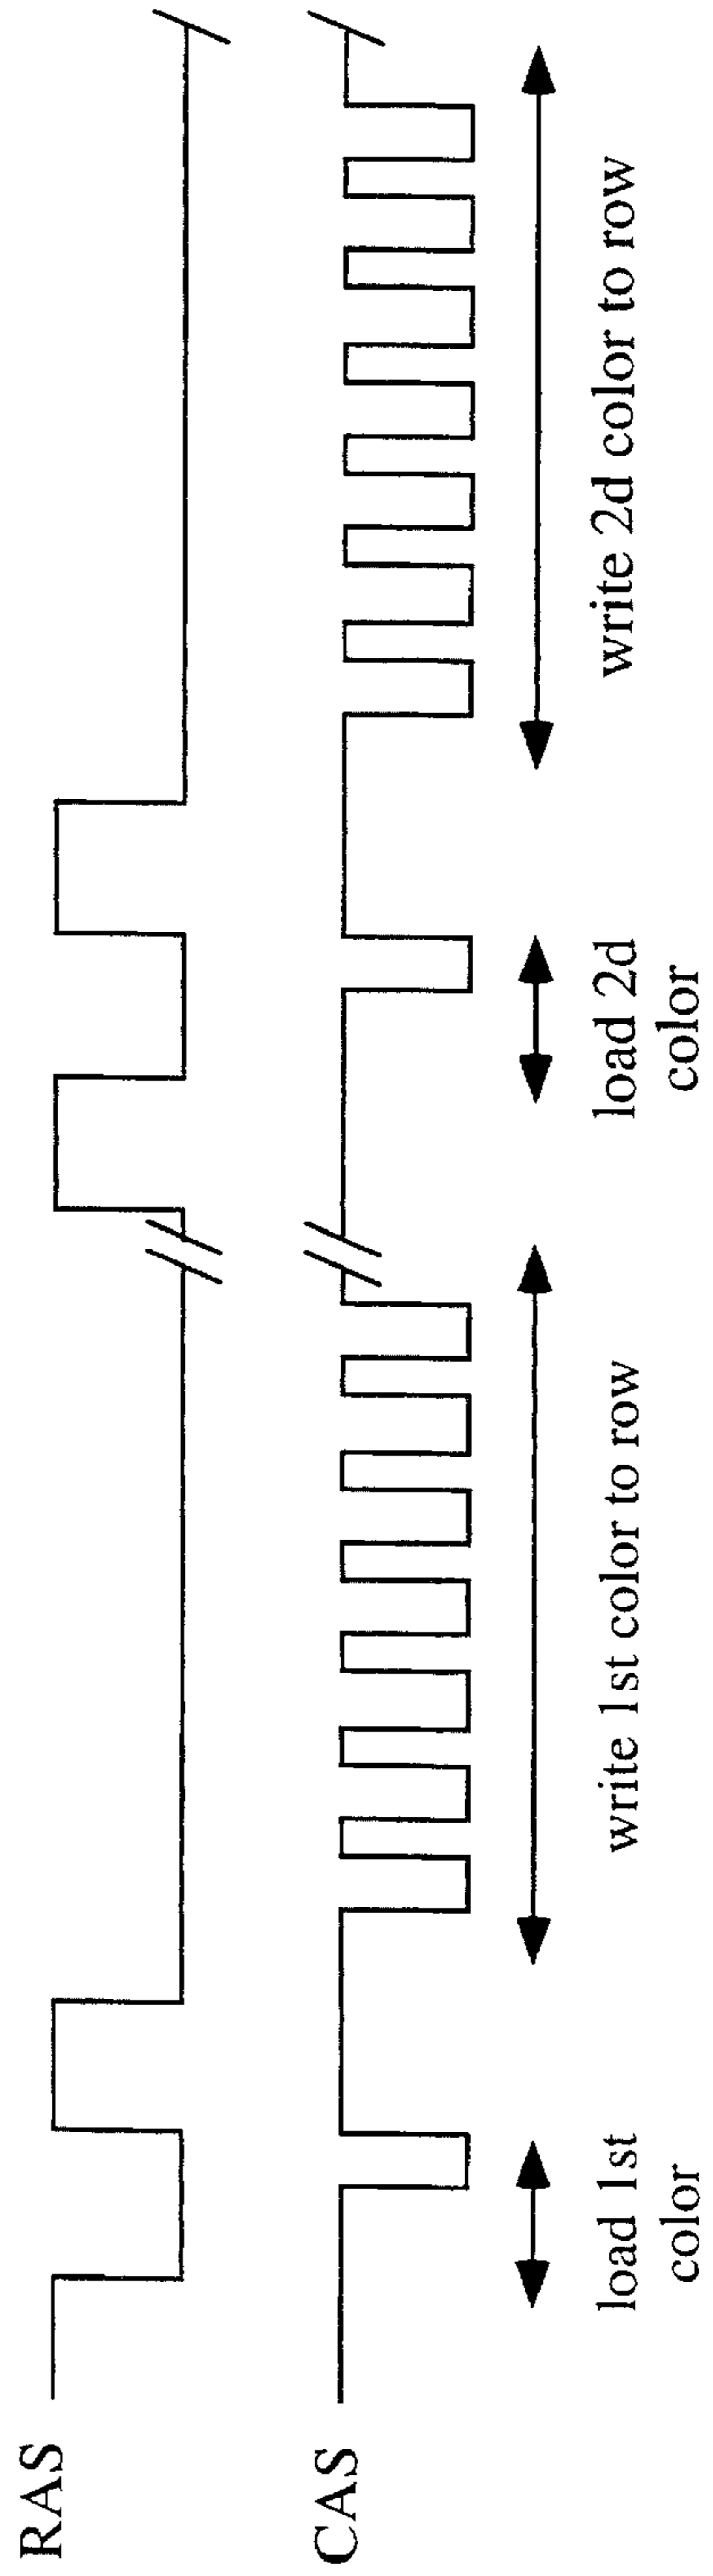 RAS
CAS
load 1st
color
write 1st color to row
load 2d
color
write 2d color to row